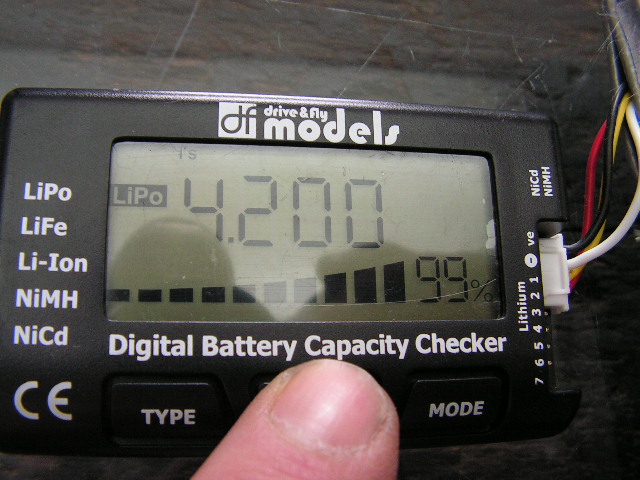 df drive & fly
models
1's
LiPo 4.200
99%
LiPo
LiFe
Li-Ion
NiMH
NiCd
Digital Battery Capacity Checker
CE
TYPE
MODE
NiCd
NiMH
Lithium
7 6 5 4 3 2 1 - ve